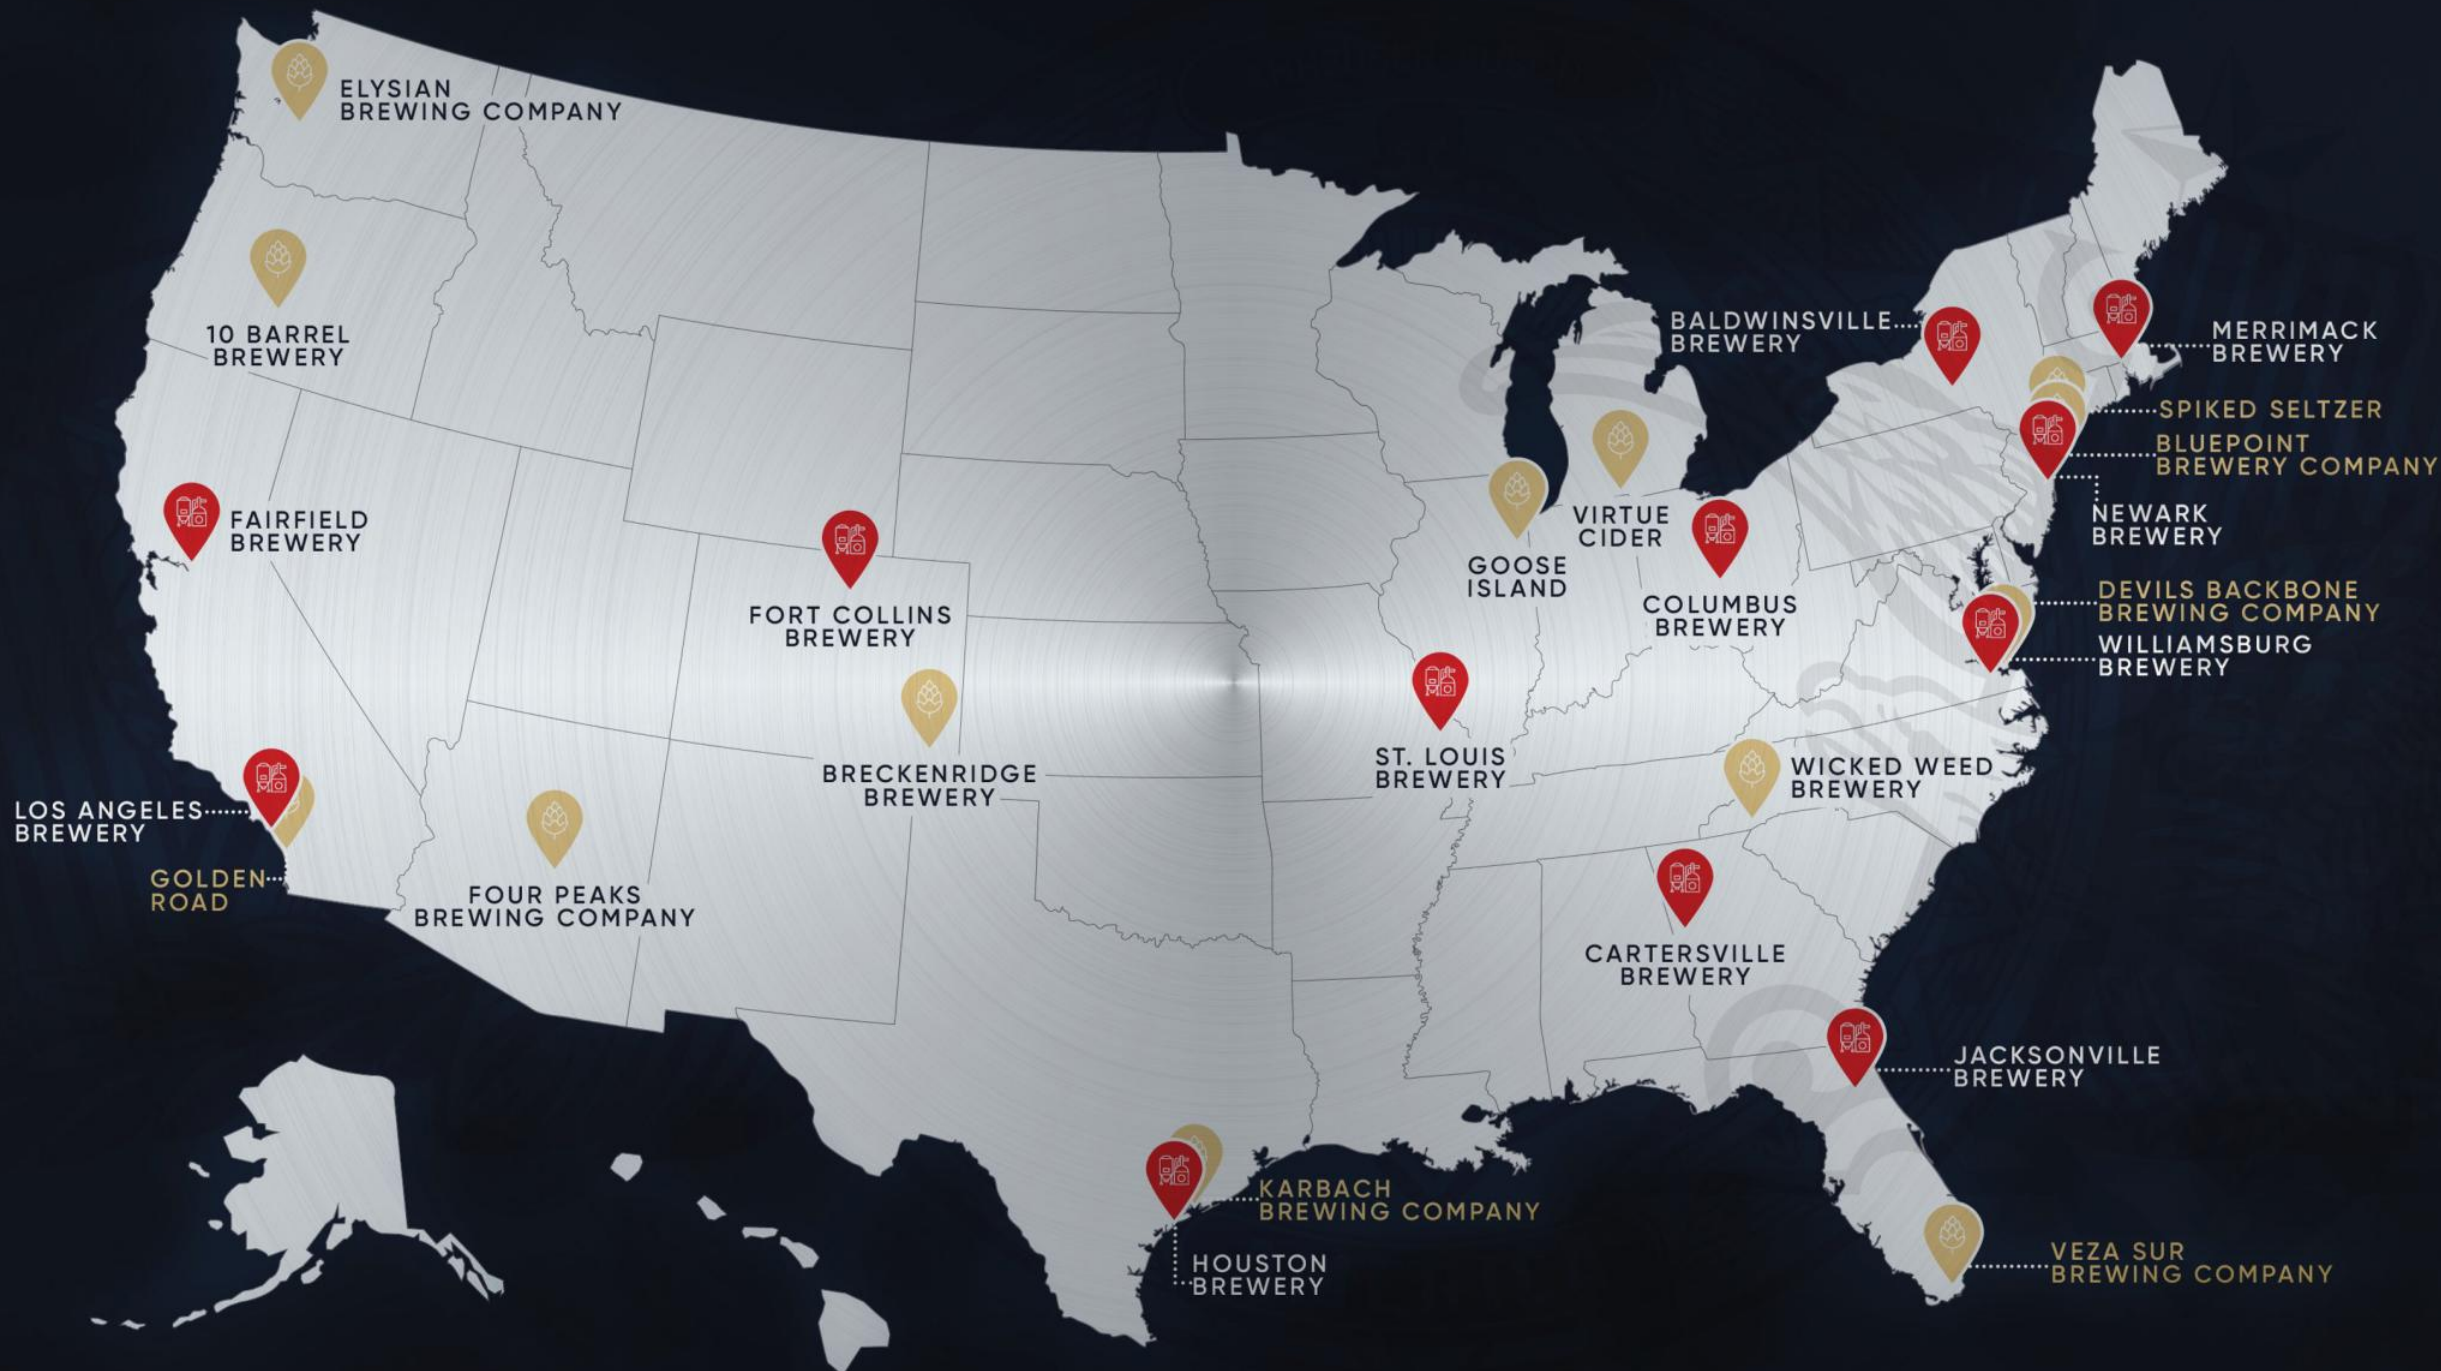 ELYSIAN
BREWING COMPANY
10 BARREL
BREWERY
BALDWINSVILLE
BREWERY
MERRIMACK
BREWERY
SPIKED SELTZER
BLUEPOINT
BREWERY COMPANY
FAIRFIELD
BREWERY
VIRTUE
CIDER
NEWARK
BREWERY
GOOSE
ISLAND
FORT COLLINS
BREWERY
COLUMBUS
BREWERY
DEVILS BACKBONE
BREWING COMPANY
WILLIAMSBURG
BREWERY
BRECKENRIDGE
BREWERY
ST. LOUIS
BREWERY
WICKED WEED
BREWERY
LOS ANGELES
BREWERY
GOLDEN
ROAD
FOUR PEAKS
BREWING COMPANY
CARTERSVILLE
BREWERY
JACKSONVILLE
BREWERY
KARBACH
BREWING COMPANY
HOUSTON
BREWERY
VEZA SUR
BREWING COMPANY